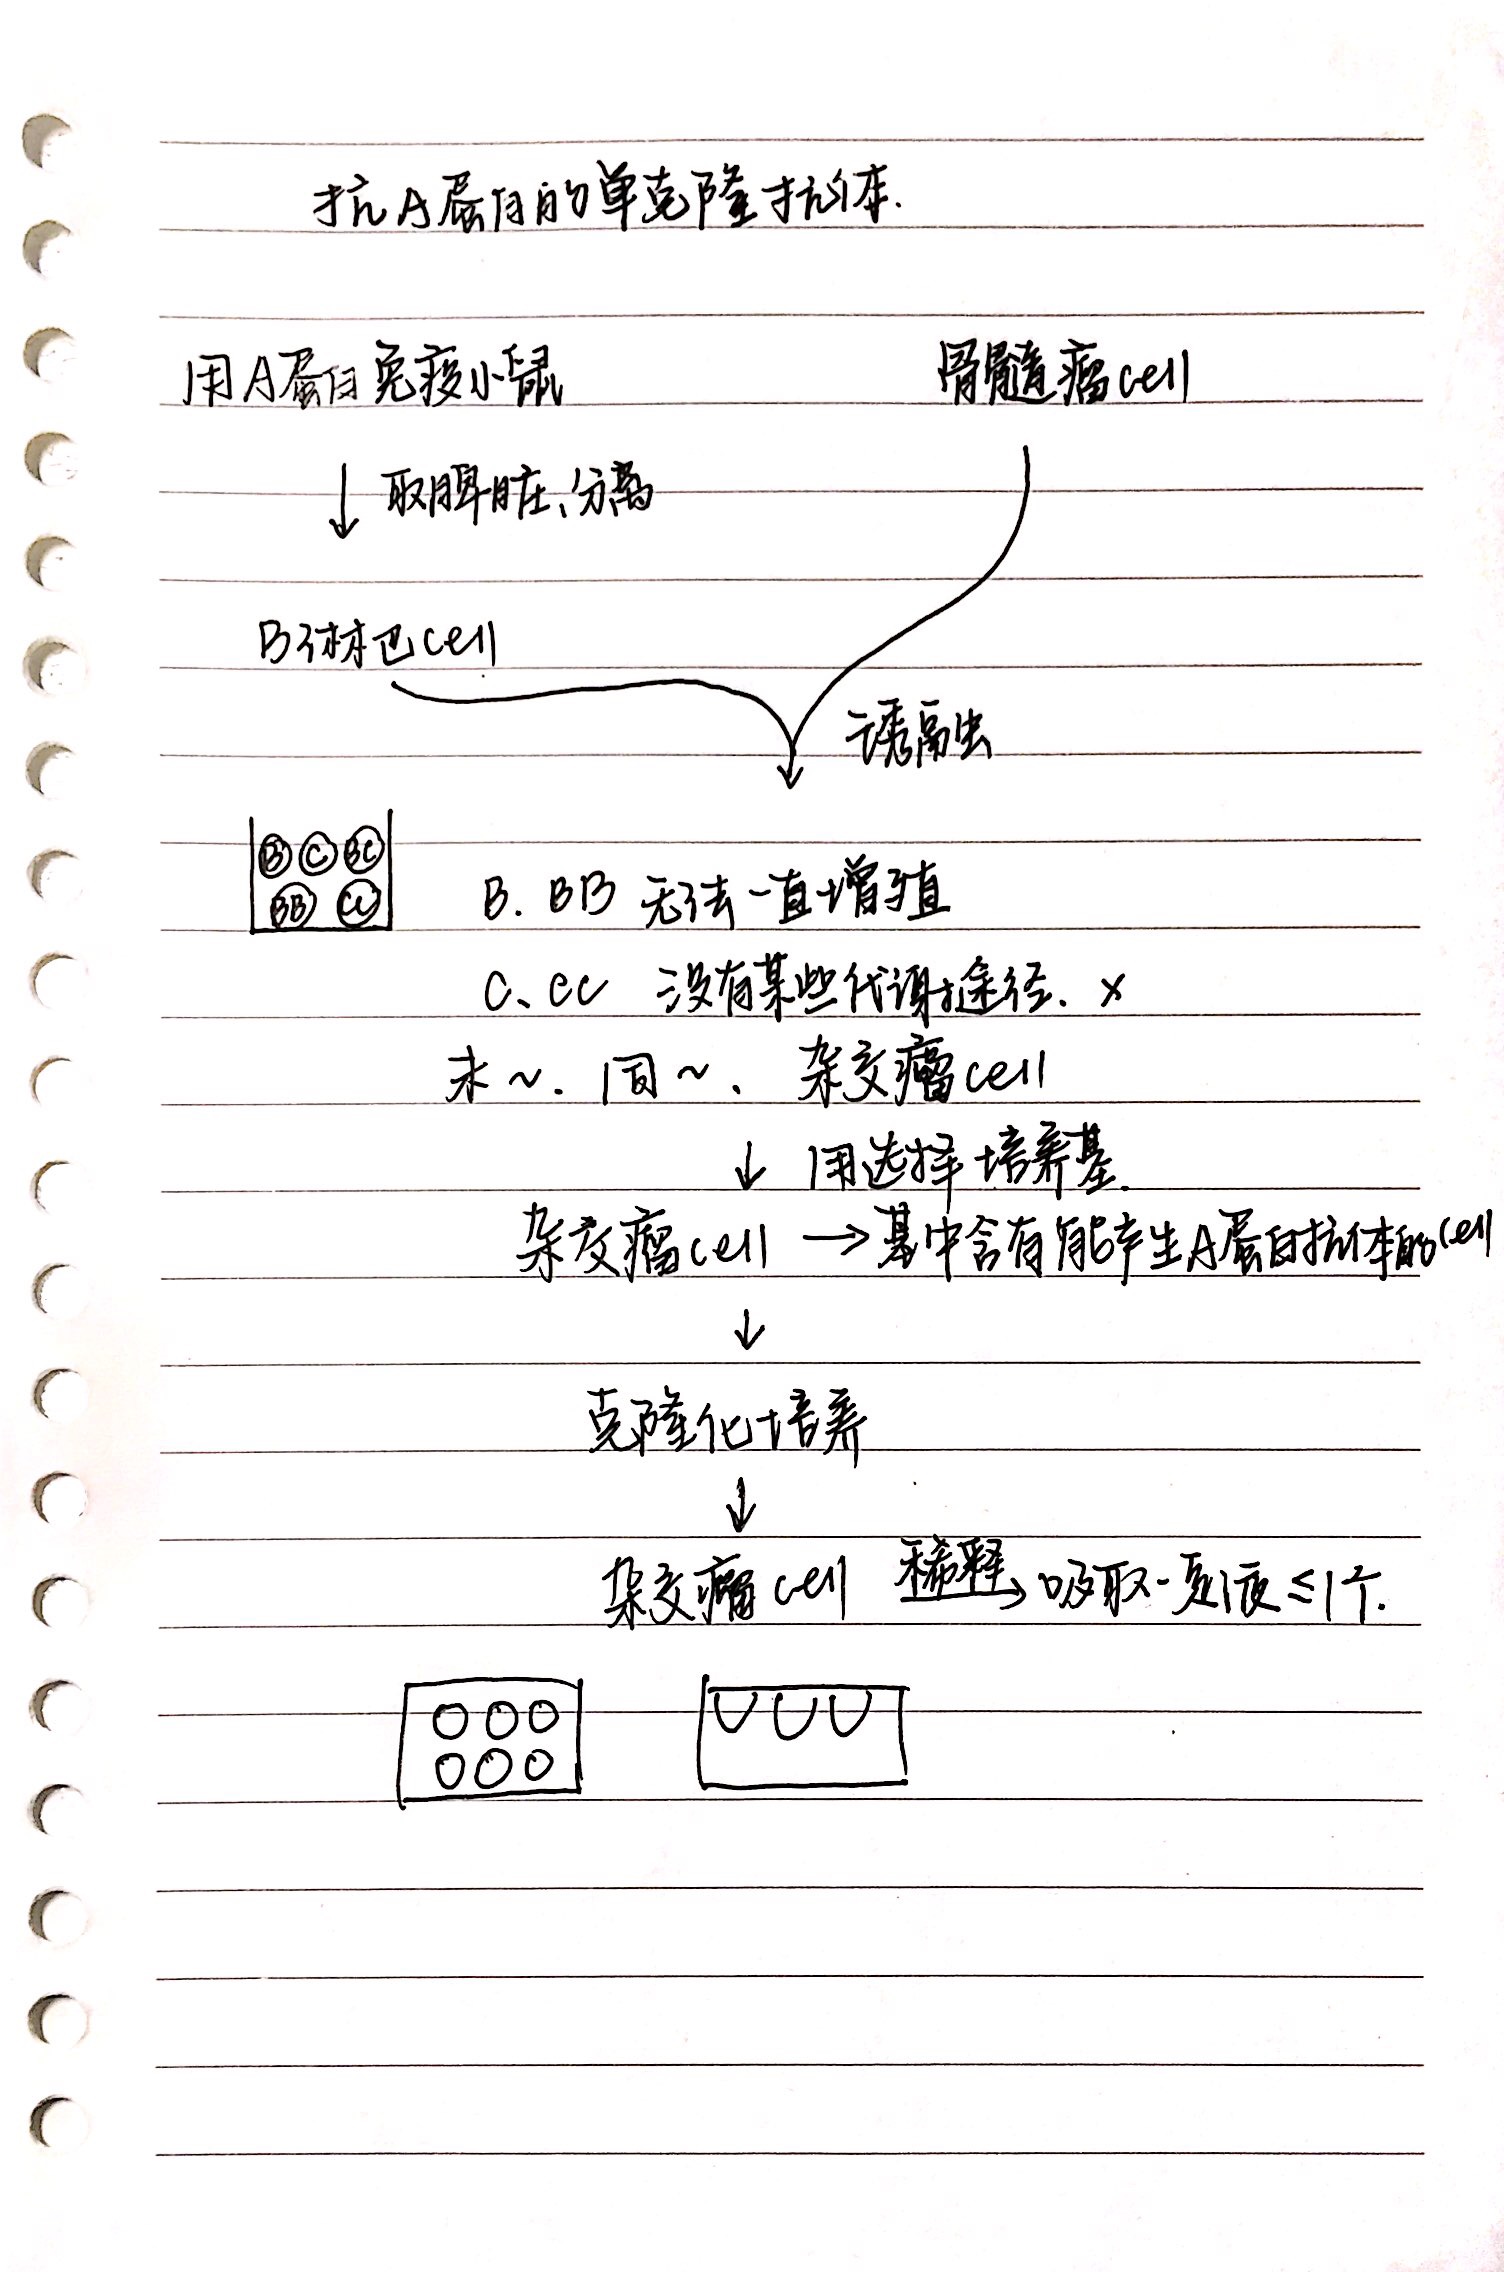 抗A蛋白的单克隆抗体.
用A蛋白免疫小鼠 骨髓瘤cell
↓ 取脾脏、分离
B淋巴cell
诱融
B C BC
BB CC
B. BB 无法一直增殖
C、CC 没有某些代谢途径. ×
未~. 同~、杂交瘤cell
↓ 用选择培养基.
杂交瘤cell → 其中含有能产生A蛋白抗体的cell
↓
克隆化培养
↓
杂交瘤cell 稀释→ 吸取一定液≤1个.